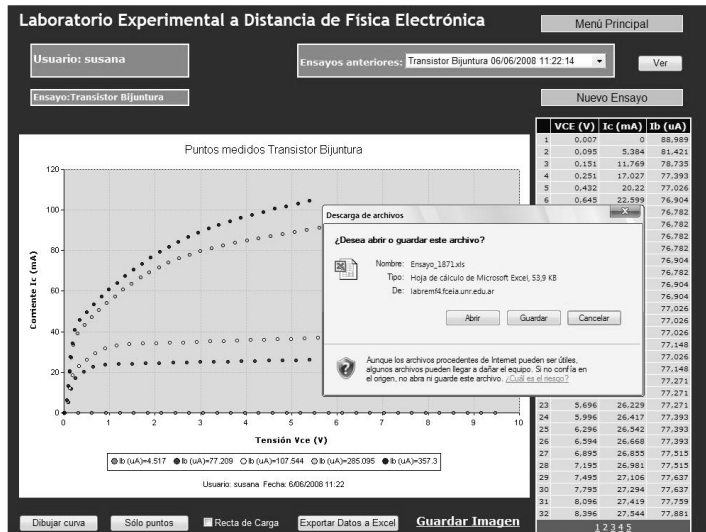 Laboratorio Experimental a Distancia de Física Electrónica
Menú Principal
Usuario: susana
Ensayos anteriores: Transistor Bijuntura 06/06/2008 11:22:14
Ver
Ensayo:Transistor Bijuntura
Nuevo Ensayo
Puntos medidos Transistor Bijuntura
Corriente Ic (mA)
120
100
80
60
40
20
0
0 1 2 3 4 5 6 7 8 9 10
Tensión Vce (V)
Ib (uA)=4.517 Ib (uA)=77.209 Ib (uA)=107.544 Ib (uA)=285.095 Ib (uA)=357.3
Usuario: susana Fecha: 6/06/2008 11:22
VCE (V) Ic (mA) Ib (uA)
1 0,007 0 88,989
2 0,095 5,384 81,421
3 0,151 11,769 78,735
4 0,251 17,027 77,393
5 0,432 20,22 77,026
6 0,645 22,599 76,904
76,782
76,782
76,782
76,782
76,904
76,782
76,904
76,904
77,026
77,026
77,026
77,148
77,026
77,148
77,271
77,271
23 5,696 26,229 77,271
24 5,996 26,417 77,393
25 6,296 26,542 77,393
26 6,594 26,668 77,393
27 6,895 26,855 77,515
28 7,195 26,981 77,515
29 7,495 27,106 77,637
30 7,795 27,294 77,637
31 8,096 27,419 77,759
32 8,396 27,544 77,881
1 2 3 4 5
Descarga de archivos
x
¿Desea abrir o guardar este archivo?
Nombre: Ensayo_1871.xls
Tipo: Hoja de cálculo de Microsoft Excel, 53,9 KB
De: labremf4.fceia.unr.edu.ar
Abrir
Guardar
Cancelar
Aunque los archivos procedentes de Internet pueden ser útiles,
algunos archivos pueden llegar a dañar el equipo. Si no confía en
el origen, no abra ni guarde este archivo. ¿Cuál es el riesgo?
Dibujar curva
Sólo puntos
Recta de Carga
Exportar Datos a Excel
Guardar Imagen